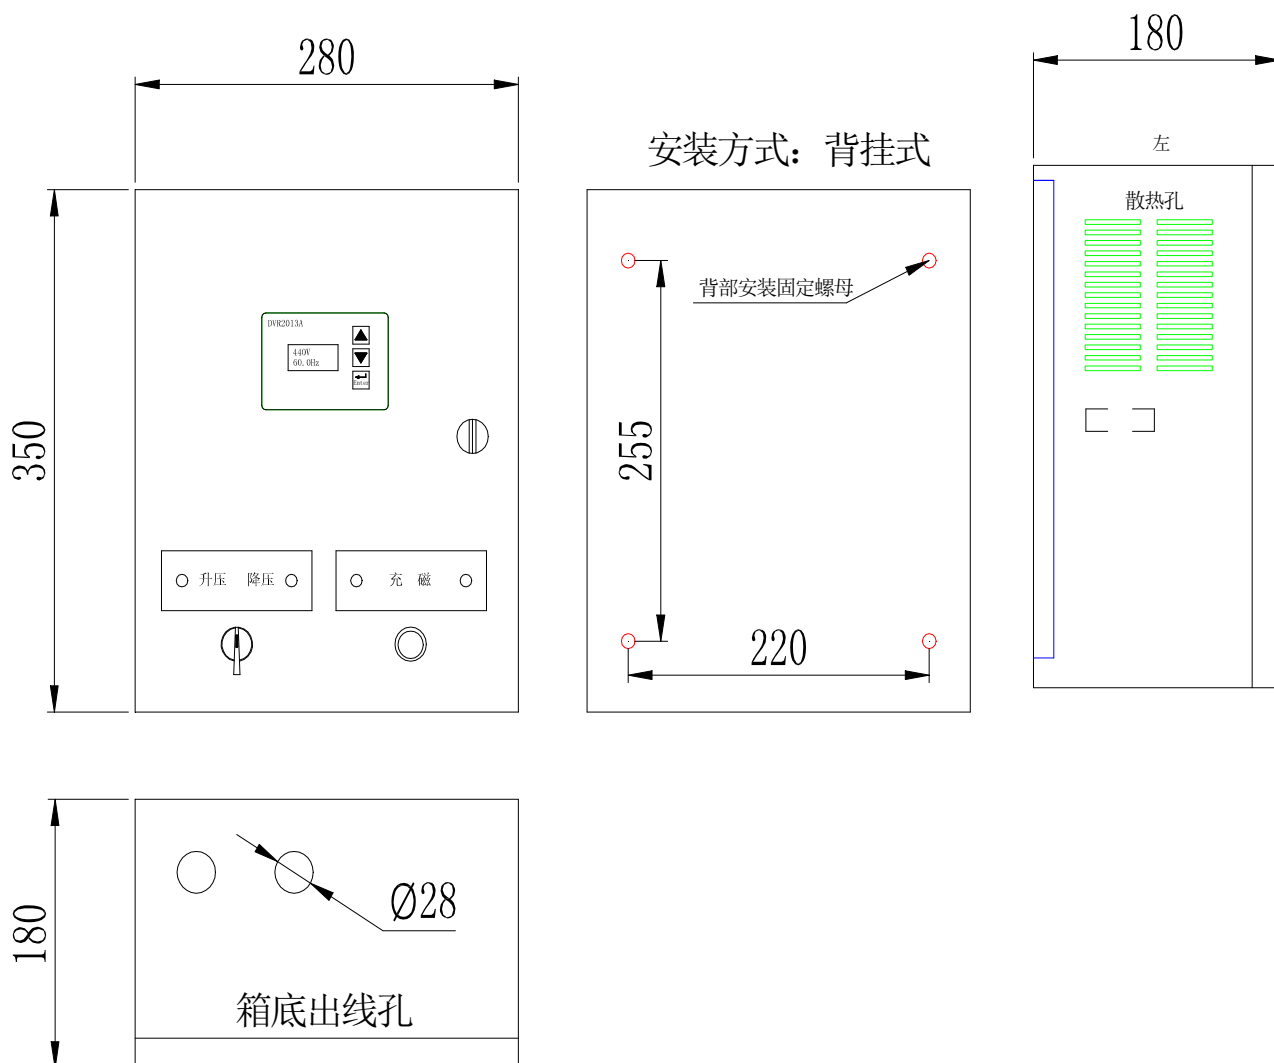 280
180
安装方式：背挂式
左
散热孔
背部安装固定螺母
DVR2013A
440V
60.0Hz
Enter
350
255
升压 降压
充 磁
220
Ø28
180
箱底出线孔